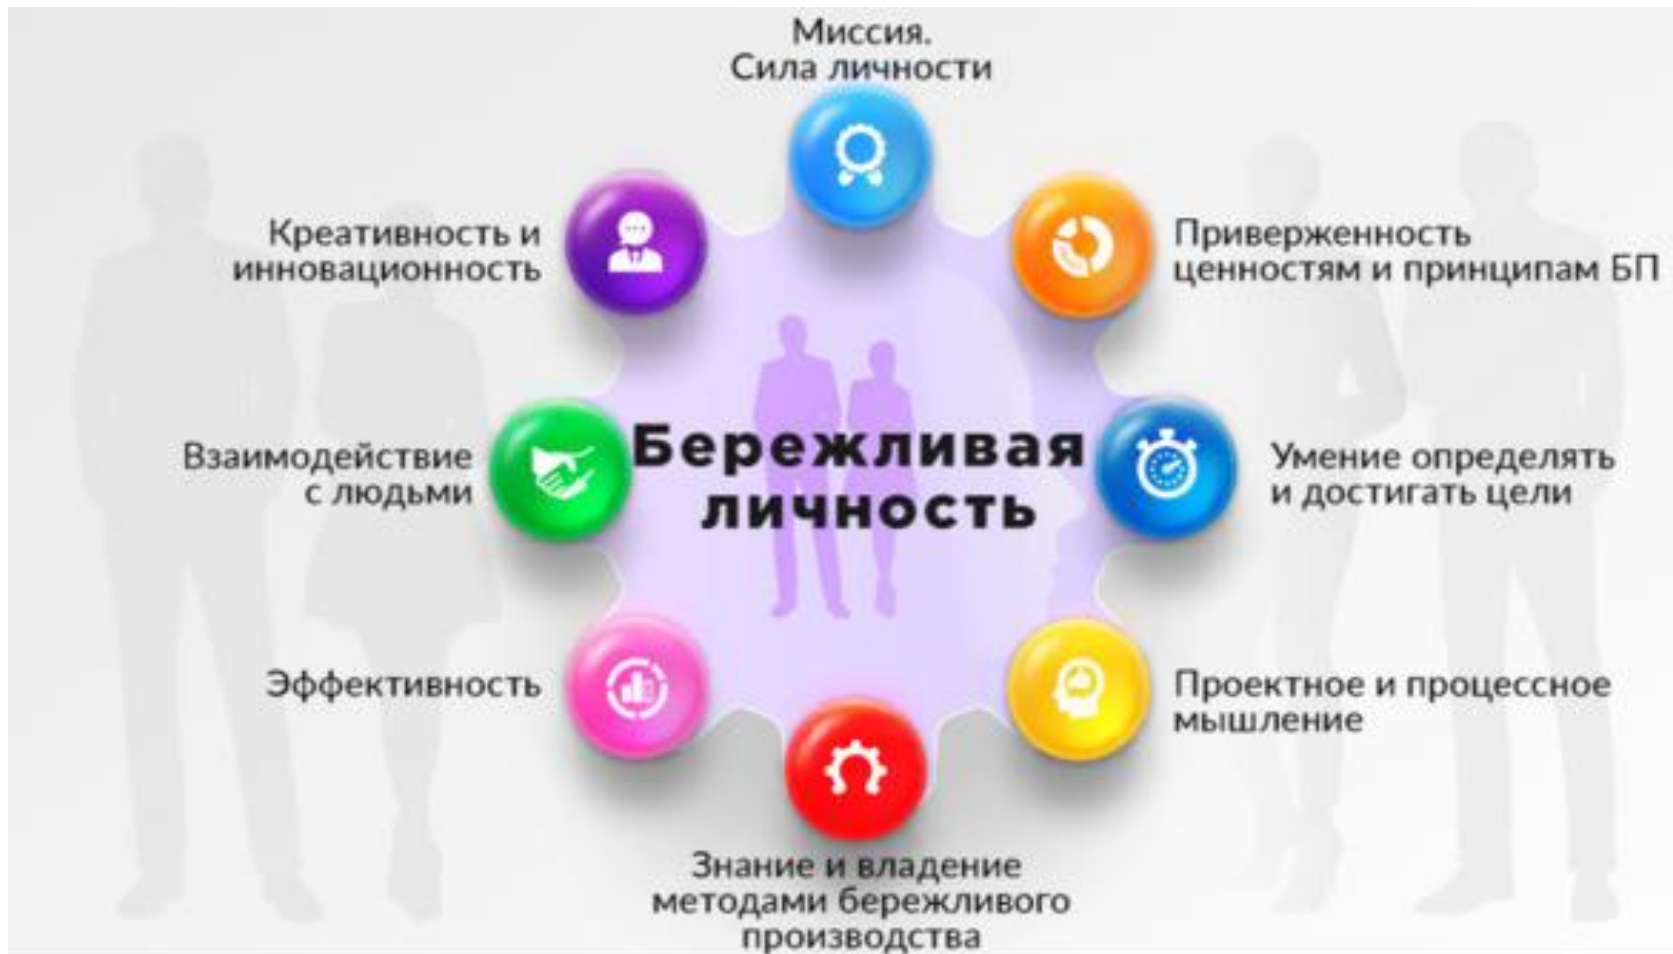 Миссия.
Сила личности
Креативность и
инновационность
Приверженность
ценностям и принципам БП
Взаимодействие
с людьми
Бережливая
личность
Умение определять
и достигать цели
Эффективность
Проектное и процессное
мышление
Знание и владение
методами бережливого
производства